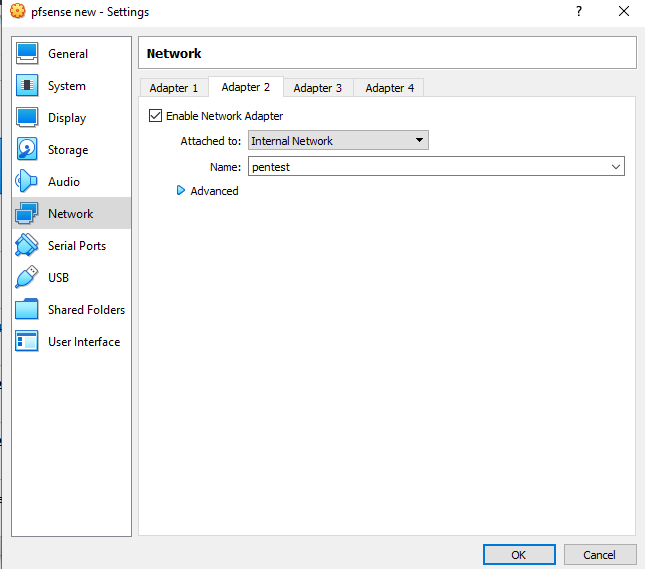 pfsense new - Settings
?
General
System
Display
Storage
Audio
Network
Serial Ports
USB
Shared Folders
User Interface
Network
Adapter 1 Adapter 2 Adapter 3 Adapter 4
Enable Network Adapter
Attached to: Internal Network
Name: pentest
Advanced
OK Cancel